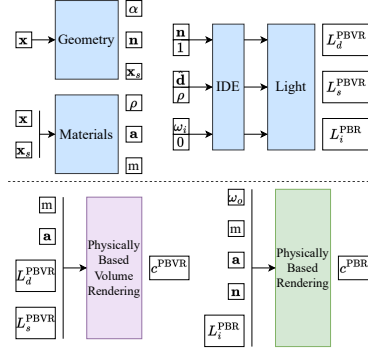 α
x
Geometry
n
x_s
x
x_s
Materials
ρ
a
m
n
1
d̂
ρ
ω_i
0
IDE
Light
L_d^PBVR
L_s^PBVR
L_i^PBR
m
a
L_d^PBVR
L_s^PBVR
Physically
Based
Volume
Rendering
c^PBVR
ω_o
m
a
n
L_i^PBR
Physically
Based
Rendering
c^PBR